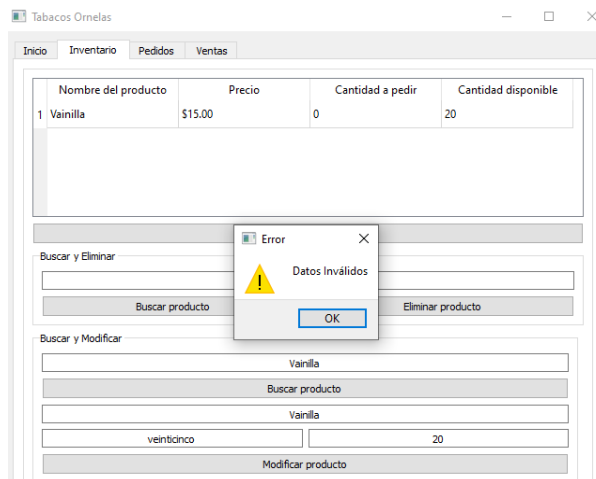 Tabacos Ornelas
Inicio Inventario Pedidos Ventas
Nombre del producto Precio Cantidad a pedir Cantidad disponible
1 Vainilla $15.00 0 20
Error
Datos Inválidos
OK
Buscar y Eliminar
Buscar producto Eliminar producto
Buscar y Modificar
Vainilla
Buscar producto
Vainilla
veinticinco 20
Modificar producto